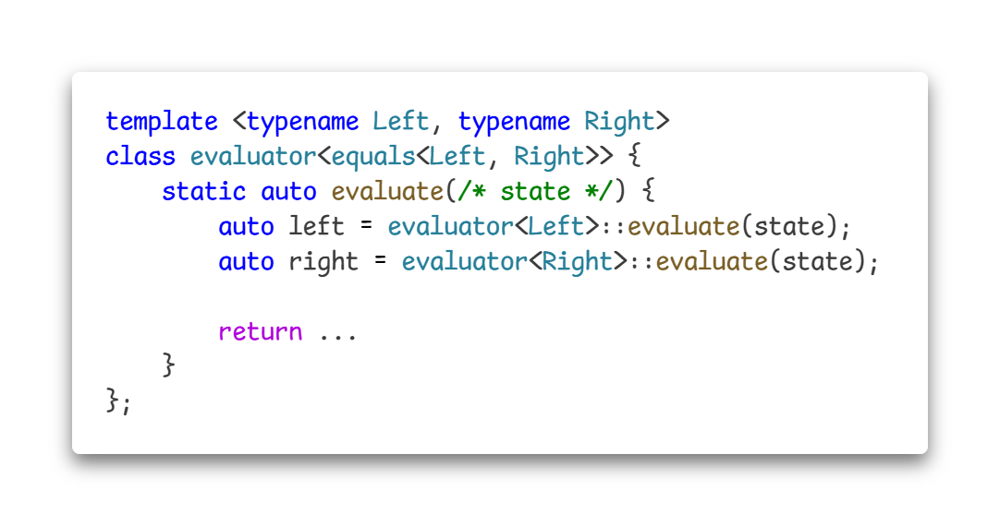 template <typename Left, typename Right>
class evaluator<equals<Left, Right>> {
    static auto evaluate(/* state */) {
        auto left = evaluator<Left>::evaluate(state);
        auto right = evaluator<Right>::evaluate(state);

        return ...
    }
};